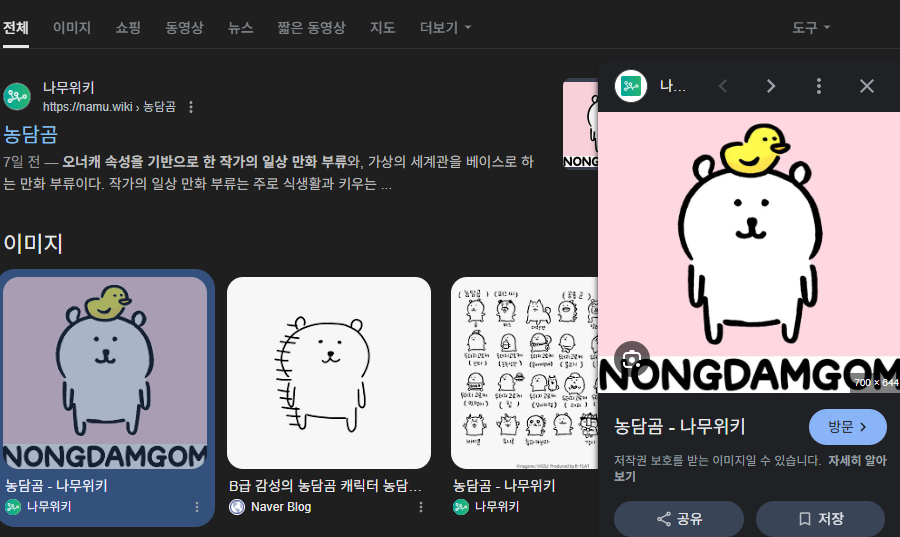 전체 이미지 쇼핑 동영상 뉴스 짧은 동영상 지도 더보기 도구
나무위키
https://namu.wiki › 농담곰
농담곰
7일 전 — 오너캐 속성을 기반으로 한 작가의 일상 만화 부류와, 가상의 세계관을 베이스로 하
는 만화 부류이다. 작가의 일상 만화 부류는 주로 식생활과 키우는 ...
NONG
이미지
NONGDAMGOM
농담곰 - 나무위키
나무위키
B급 감성의 농담곰 캐릭터 농담...
Naver Blog
(농담곰)
농담곰 - 나무위키
나무위키
나...
NONGDAMGOM
700 × 644
농담곰 - 나무위키
방문
저작권 보호를 받는 이미지일 수 있습니다. 자세히 알아
보기
공유
저장